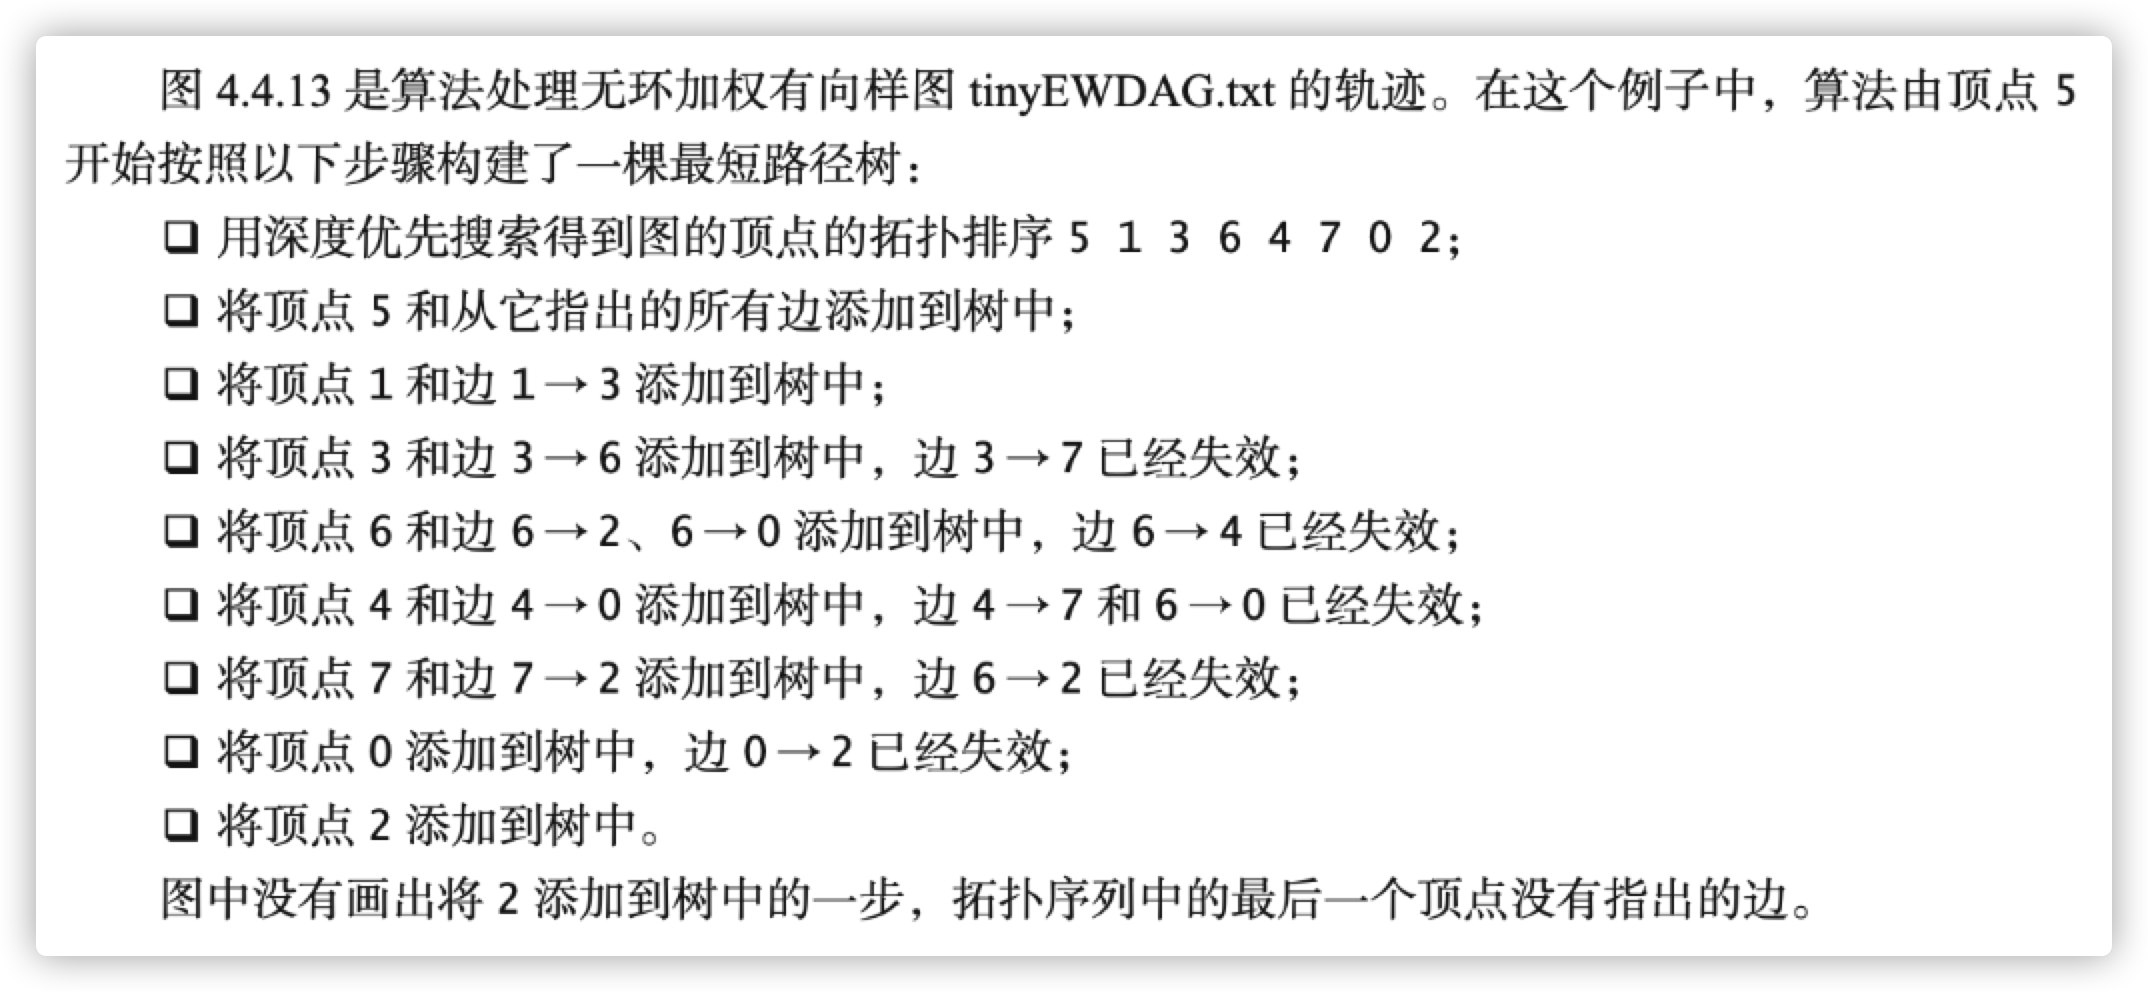 图 4.4.13 是算法处理无环加权有向样图 tinyEWDAG.txt 的轨迹。在这个例子中，算法由顶点 5
开始按照以下步骤构建了一棵最短路径树：
❑ 用深度优先搜索得到图的顶点的拓扑排序 5 1 3 6 4 7 0 2；
❑ 将顶点 5 和从它指出的所有边添加到树中；
❑ 将顶点 1 和边 1→3 添加到树中；
❑ 将顶点 3 和边 3→6 添加到树中，边 3→7 已经失效；
❑ 将顶点 6 和边 6→2、6→0 添加到树中，边 6→4 已经失效；
❑ 将顶点 4 和边 4→0 添加到树中，边 4→7 和 6→0 已经失效；
❑ 将顶点 7 和边 7→2 添加到树中，边 6→2 已经失效；
❑ 将顶点 0 添加到树中，边 0→2 已经失效；
❑ 将顶点 2 添加到树中。
图中没有画出将 2 添加到树中的一步，拓扑序列中的最后一个顶点没有指出的边。